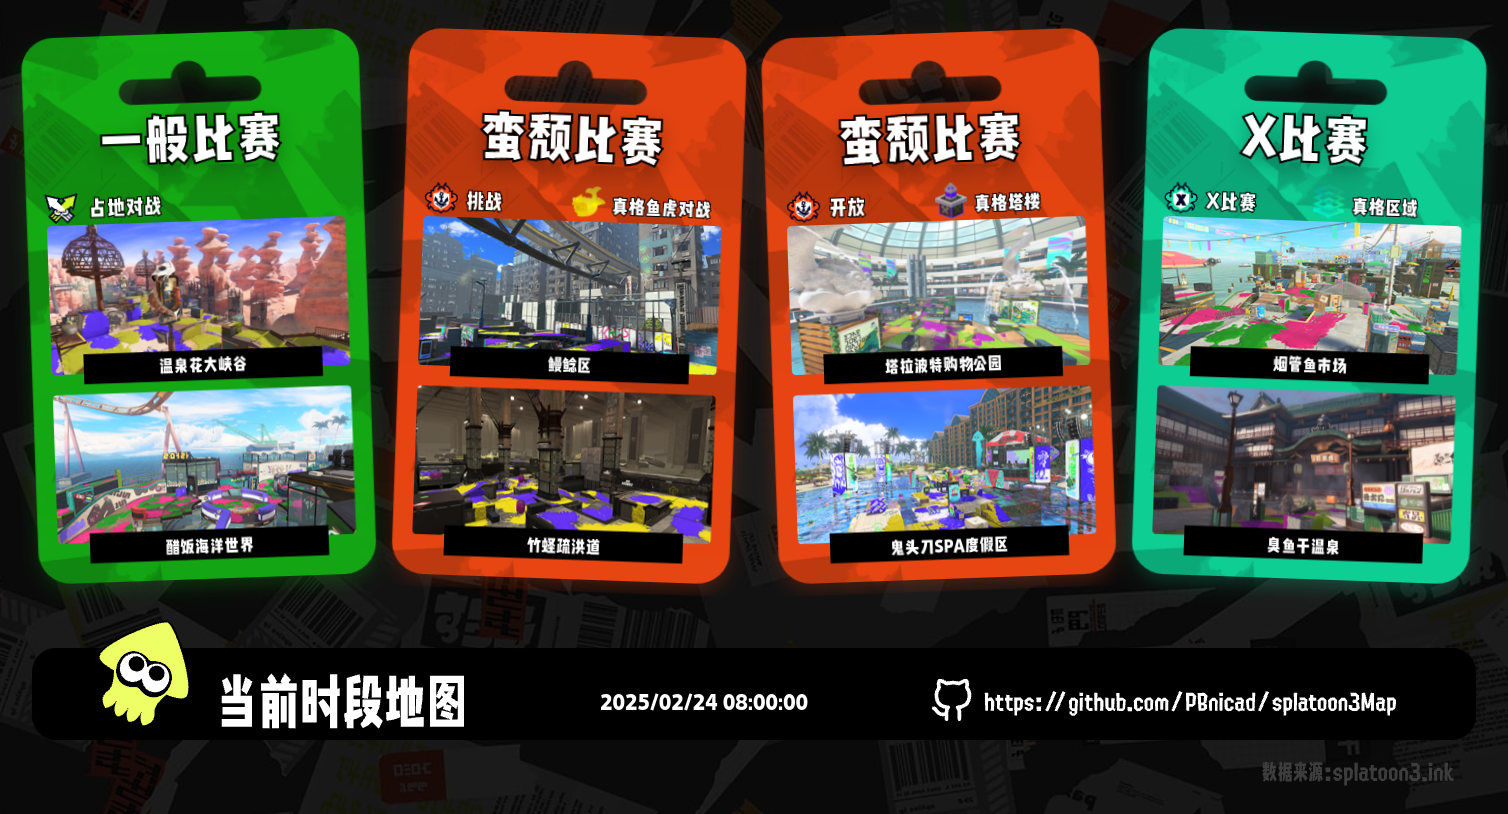 一般比赛
占地对战
温泉花大峡谷
醋饭海洋世界
蛮颓比赛
挑战
真格鱼虎对战
鳗鲶区
竹蛏疏洪道
蛮颓比赛
开放
真格塔楼
塔拉波特购物公园
鬼头刀SPA度假区
X比赛
X比赛
真格区域
烟管鱼市场
臭鱼干温泉
当前时段地图
2025/02/24 08:00:00
https://github.com/PBnicad/splatoon3Map
数据来源:splatoon3.ink